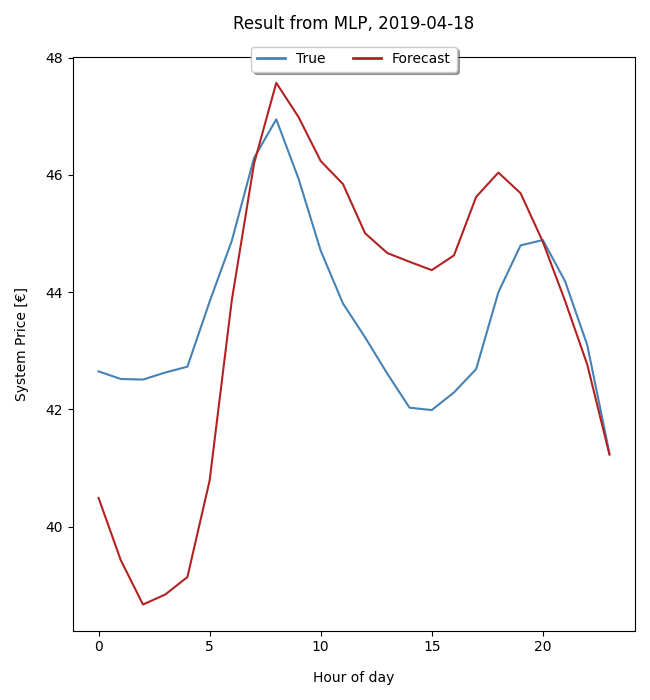 Result from MLP, 2019-04-18
True Forecast
48
46
44
42
40
System Price [€]
0 5 10 15 20
Hour of day